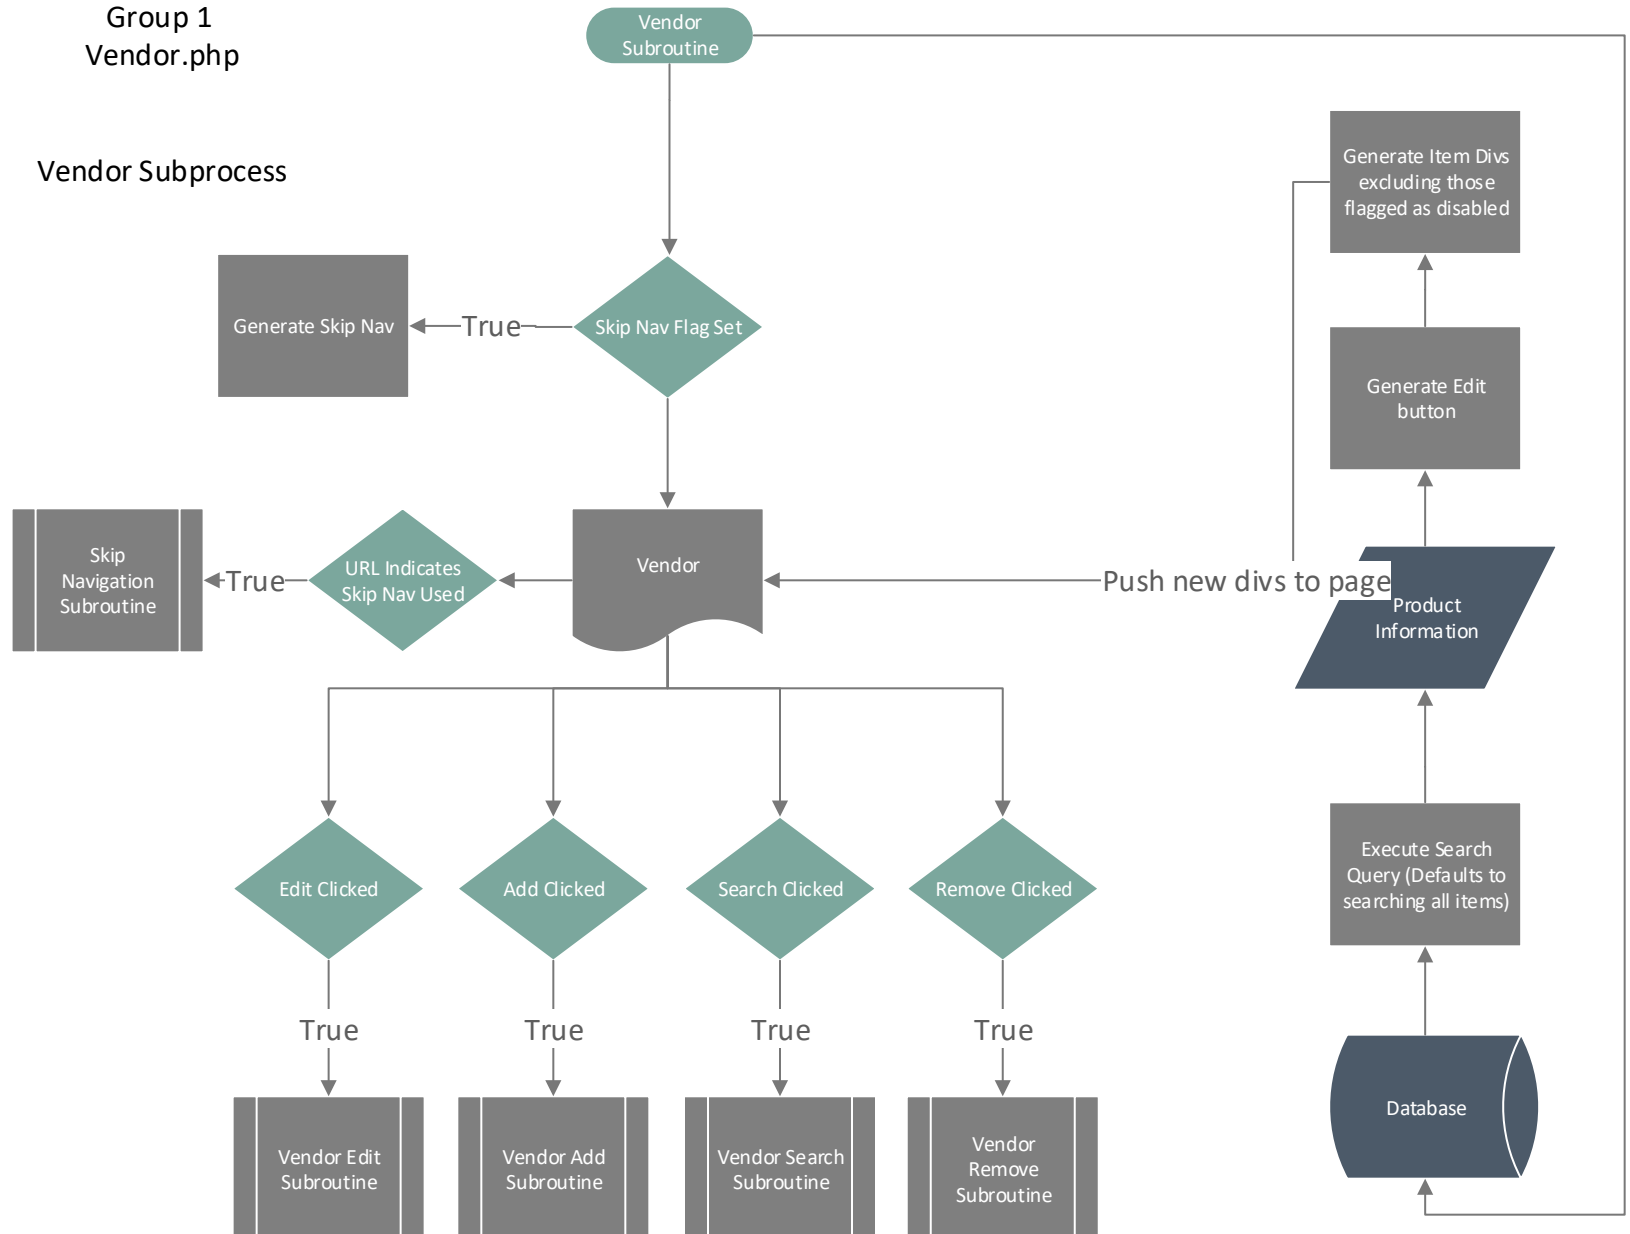 Group 1
Vendor.php
Vendor Subprocess
Vendor
Subroutine
Generate Item Divs
excluding those
flagged as disabled
Generate Skip Nav
True
Skip Nav Flag Set
Generate Edit
button
Skip
Navigation
Subroutine
True
URL Indicates
Skip Nav Used
Vendor
Push new divs to page
Product
Information
Edit Clicked
Add Clicked
Search Clicked
Remove Clicked
Execute Search
Query (Defaults to
searching all items)
True
True
True
True
Vendor Edit
Subroutine
Vendor Add
Subroutine
Vendor Search
Subroutine
Vendor
Remove
Subroutine
Database